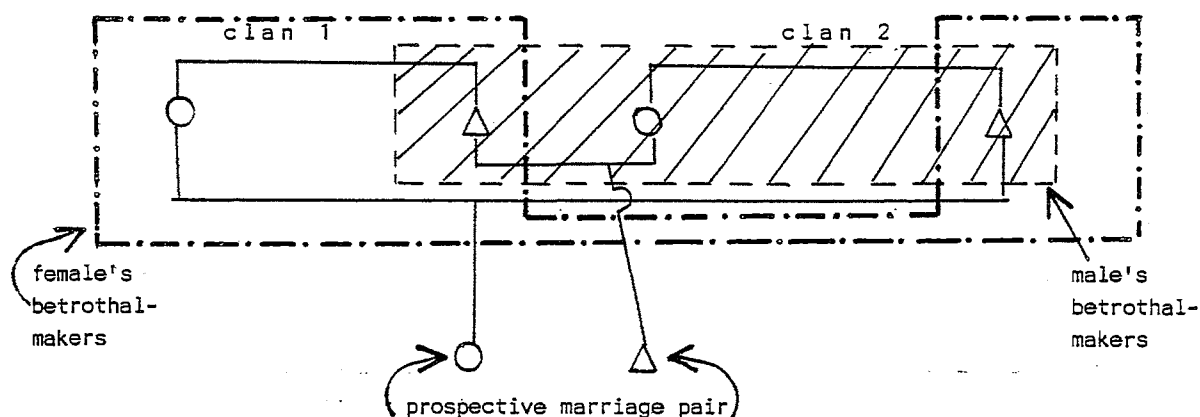 clan 1
clan 2
female's
betrothal-
makers
male's
betrothal-
makers
prospective marriage pair